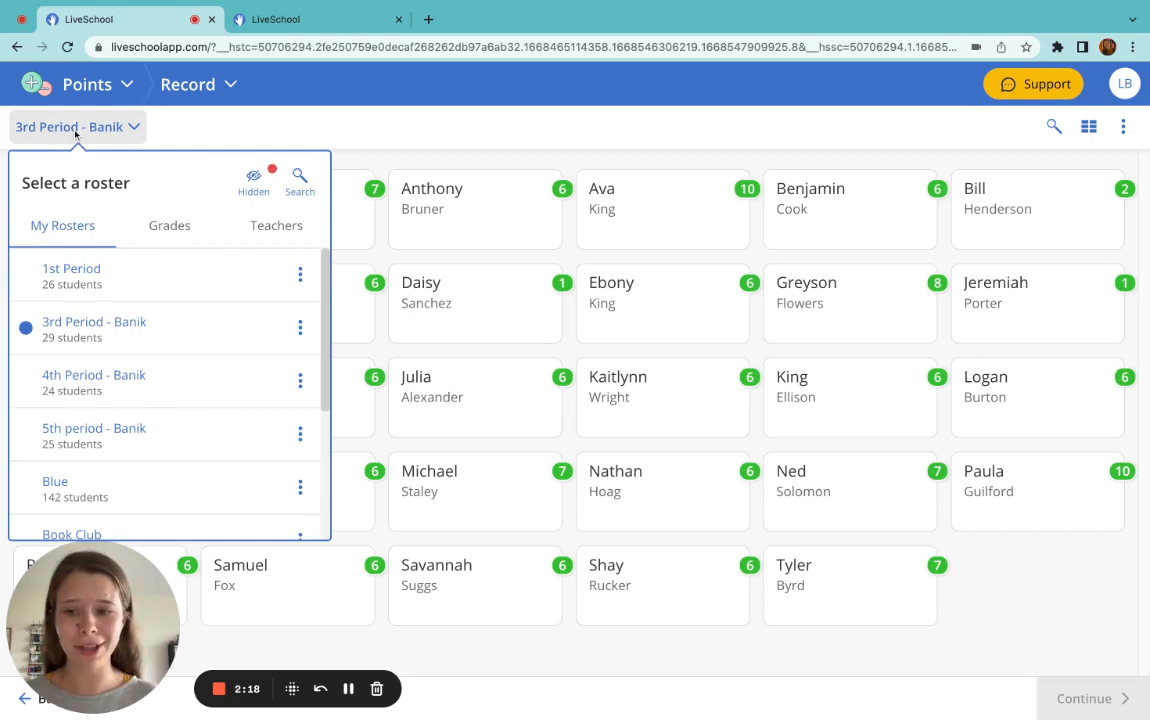 LiveSchool
LiveSchool
liveschoolapp.com/?__hstc=50706294.2fe250759e0decaf268262db97a6ab32.1668465114358.1668546306219.1668547909925.8&__hssc=50706294.1.16685...
Points
Record
Support
LB
3rd Period - Banik
Select a roster
Hidden
Search
My Rosters
Grades
Teachers
1st Period
26 students
3rd Period - Banik
29 students
4th Period - Banik
24 students
5th period - Banik
25 students
Blue
142 students
Book Club
7
Anthony
Bruner
6
Ava
King
10
Benjamin
Cook
6
Bill
Henderson
2
6
Daisy
Sanchez
1
Ebony
King
6
Greyson
Flowers
8
Jeremiah
Porter
1
6
Julia
Alexander
6
Kaitlynn
Wright
6
King
Ellison
6
Logan
Burton
6
6
Michael
Staley
7
Nathan
Hoag
6
Ned
Solomon
7
Paula
Guilford
10
6
Samuel
Fox
6
Savannah
Suggs
6
Shay
Rucker
6
Tyler
Byrd
7
2:18
Continue